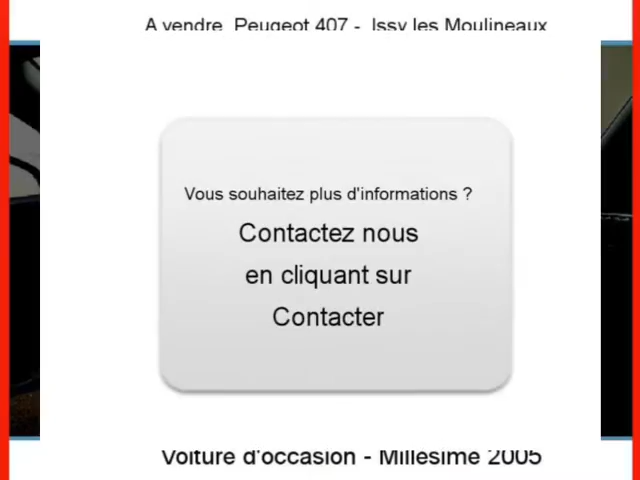 A vendre Peugeot 407 - Issy les Moulineaux
Vous souhaitez plus d'informations ?
Contactez nous
en cliquant sur
Contacter
Voiture d'occasion - Millesime 2005